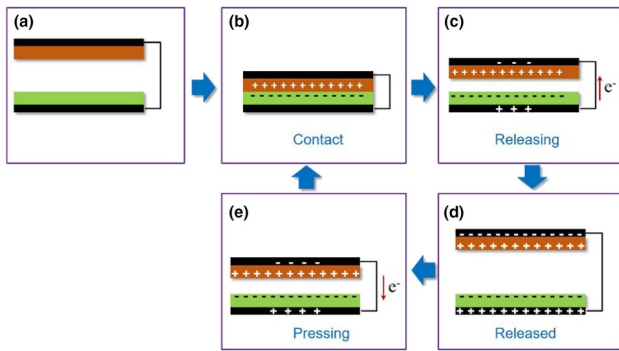 (a)
(b)
+ + + + + + + + + + + +
- - - - - - - - - - - - -
Contact
(c)
- - -
+ + + + + + + + + + + +
- - - - - - - - - - - - -
+ + +
e-
Releasing
(d)
- - - - - - - - - - - -
+ + + + + + + + + + +
- - - - - - - - - - - - -
+ + + + + + + + + + +
Released
(e)
- - - -
+ + + + + + + + + + + +
- - - - - - - - - - - - -
+ + + +
e-
Pressing